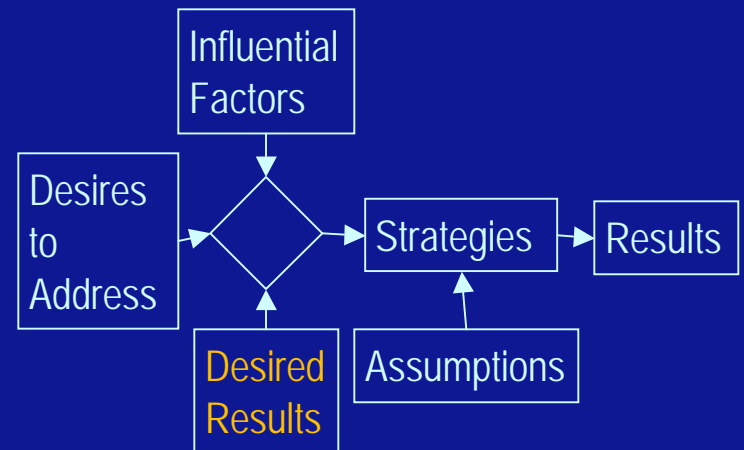 Influential
Factors
Desires
to
Address
Strategies
Results
Desired
Results
Assumptions